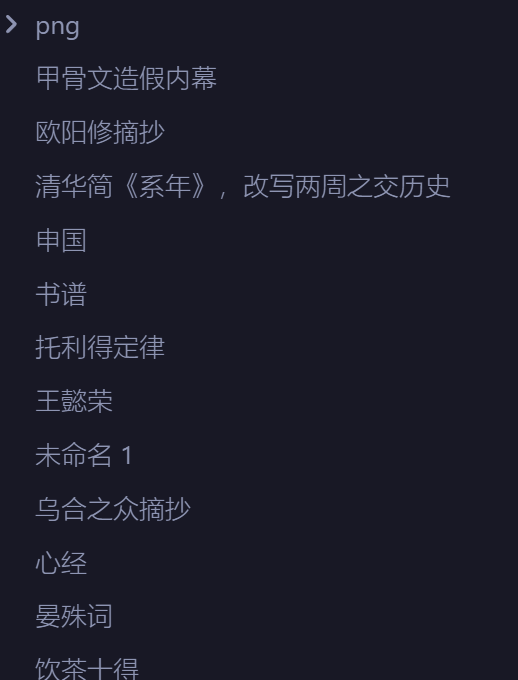 png
甲骨文造假内幕
欧阳修摘抄
清华简《系年》，改写两周之交历史
申国
书谱
托利得定律
王懿荣
未命名 1
乌合之众摘抄
心经
晏殊词
饮茶十得